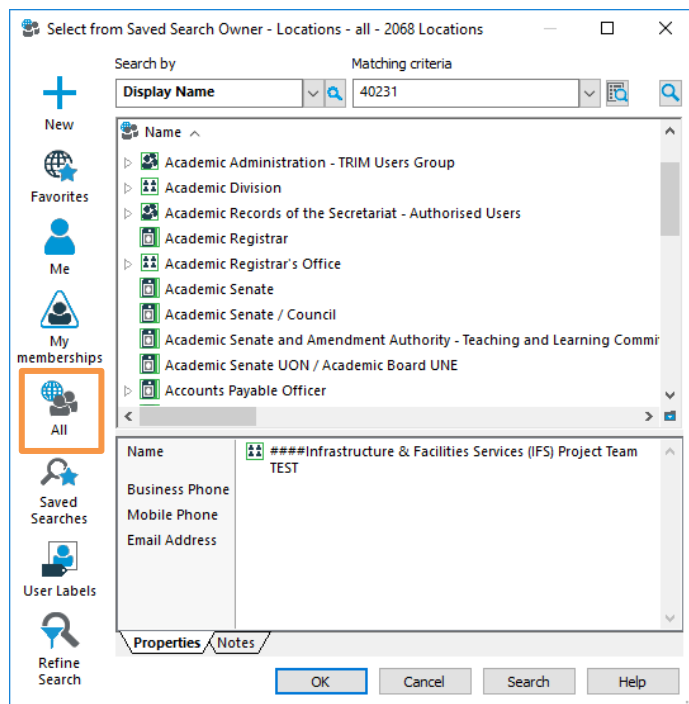 Select from Saved Search Owner - Locations - all - 2068 Locations
Search by
Matching criteria
Display Name
40231
New
Favorites
Me
My
memberships
All
Saved
Searches
User Labels
Refine
Search
Name
Academic Administration - TRIM Users Group
Academic Division
Academic Records of the Secretariat - Authorised Users
Academic Registrar
Academic Registrar's Office
Academic Senate
Academic Senate / Council
Academic Senate and Amendment Authority - Teaching and Learning Commi
Academic Senate UON / Academic Board UNE
Accounts Payable Officer
Name
####Infrastructure & Facilities Services (IFS) Project Team
TEST
Business Phone
Mobile Phone
Email Address
Properties
Notes
OK
Cancel
Search
Help